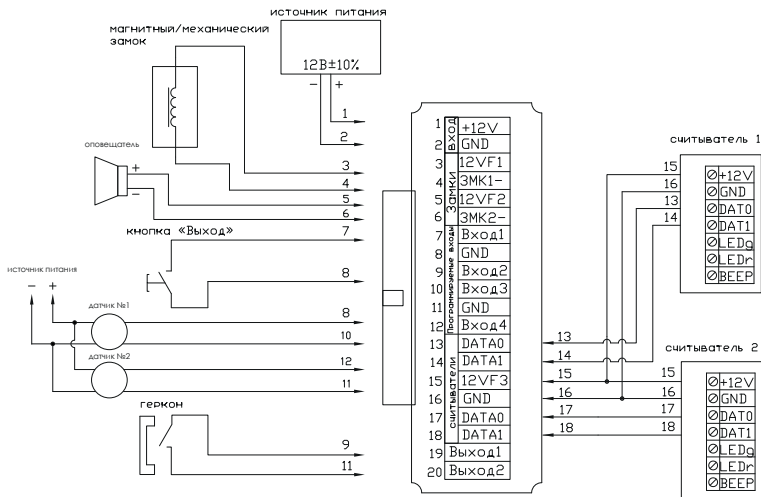 источник питания
12В±10%
− +
магнитный/механический
замок
оповещатель
+
−
кнопка «Выход»
источник питания
− +
датчик №1
датчик №2
геркон
1
2
3
4
5
6
7
8
8
10
12
11
9
11
вход
Замки
Программируемые входы
считыватели
1 +12V
2 GND
3 12VF1
4 ЗМК1-
5 12VF2
6 ЗМК2-
7 Вход1
8 GND
9 Вход2
10 Вход3
11 GND
12 Вход4
13 DATA0
14 DATA1
15 12VF3
16 GND
17 DATA0
18 DATA1
19 Выход1
20 Выход2
13
14
15
16
17
18
считыватель 1
15 +12V
16 GND
13 DAT0
14 DAT1
LEDg
LEDr
BEEP
считыватель 2
15 +12V
16 GND
17 DAT0
18 DAT1
LEDg
LEDr
BEEP